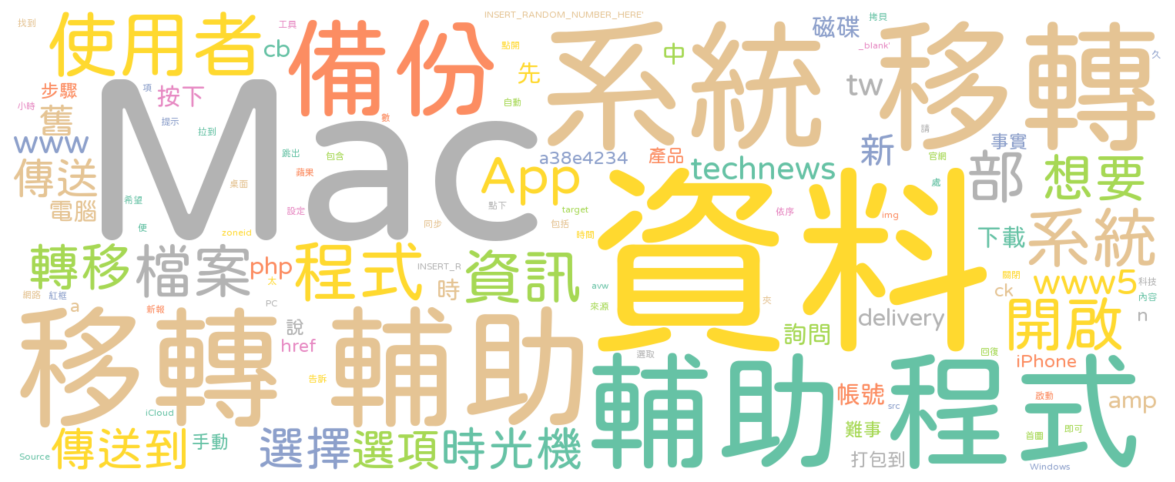 找到
使用者
工具
cb
備份
INSERT_RANDOM_NUMBER_HERE'
點開
先
自動
系統
中
磁碟
拷貝
_blank'
tw
移轉
久
步驟
小時
舊
www
項
按下
提示
拉到
數
傳送
電腦
Mac
跳出
包含
蘋果
桌面
希望
便
設定
zoneid
App
a38e4234
點下
target
同步
包括
時間
產品
technews
資料
依序
img
新
請
官網
處
事實
部
想要
下載
系統
轉移
檔案
php
程式
INSERT_R
時
資訊
avw
來源
夾
delivery
關閉
ck
www5
科技
內容
n
網路
紅框
a
太
PC
新報
說
href
移轉
輔助
告訴
iCloud
選取
詢問
開啟
回復
iPhone
輔助
程式
帳號
src
啟動
amp
Source
傳送到
手動
選擇
選項
時光機
難事
打包到
首圖
即可
Windows